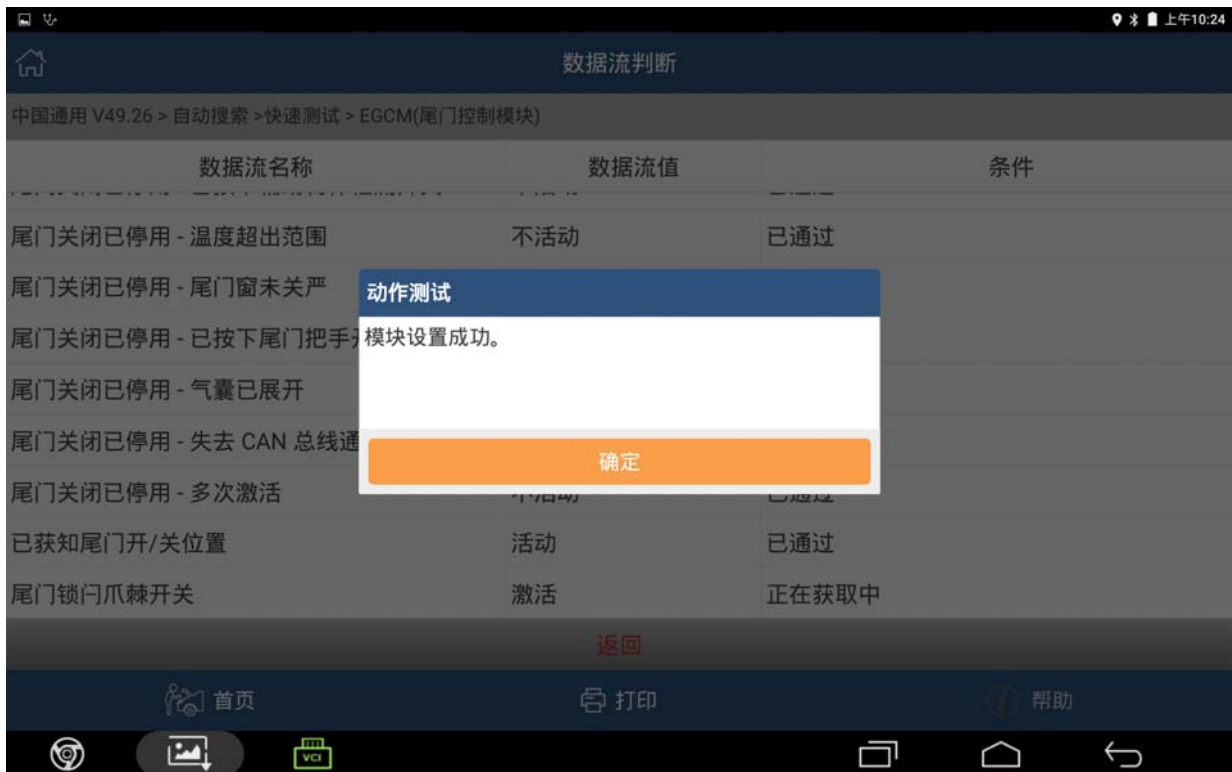 上午10:24
数据流判断
中国通用 V49.26 > 自动搜索 >快速测试 > EGCM(尾门控制模块)
数据流名称 数据流值 条件
尾门关闭已停用 - 温度超出范围 不活动 已通过
尾门关闭已停用 - 尾门窗未关严
动作测试
尾门关闭已停用 - 已按下尾门把手
模块设置成功。
尾门关闭已停用 - 气囊已展开
尾门关闭已停用 - 失去 CAN 总线通
确定
尾门关闭已停用 - 多次激活 不活动 已通过
已获知尾门开/关位置 活动 已通过
尾门锁闩爪棘开关 激活 正在获取中
返回
首页 打印 帮助
VCI